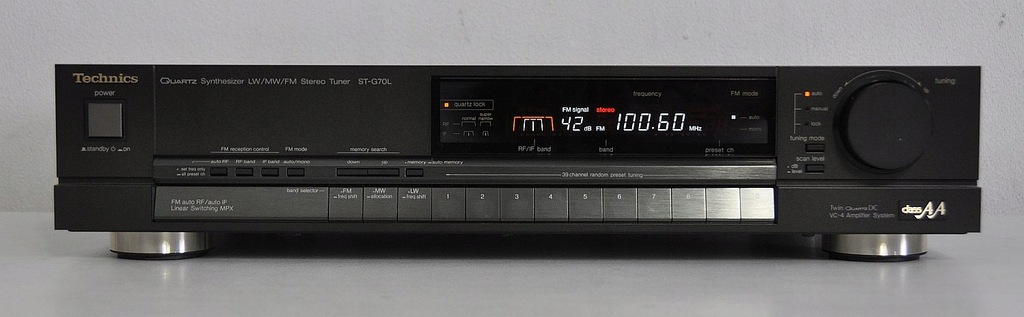 Technics
QUARTZ Synthesizer LW/MW/FM Stereo Tuner ST-G70L
power
standby on
FM reception control FM mode memory search
auto RF RF band IF band auto/mono down up memory auto memory
set freq only
all preset ch
39 channel random preset tuning
band selector FM MW LW
freq shift allocation freq shift
1 2 3 4 5 6 7 8
FM auto RF/auto IF
Linear Switching MPX
quartz lock
normal super narrow
RF
IF
FM signal stereo
42 dB FM 100.60 MHz
RF/IF band band preset ch
frequency
FM mode
auto
mono
auto
manual
lock
tuning mode
scan level
dB
level
down
tuning
Twin QUARTZ DC
VC-4 Amplifier System
class AA